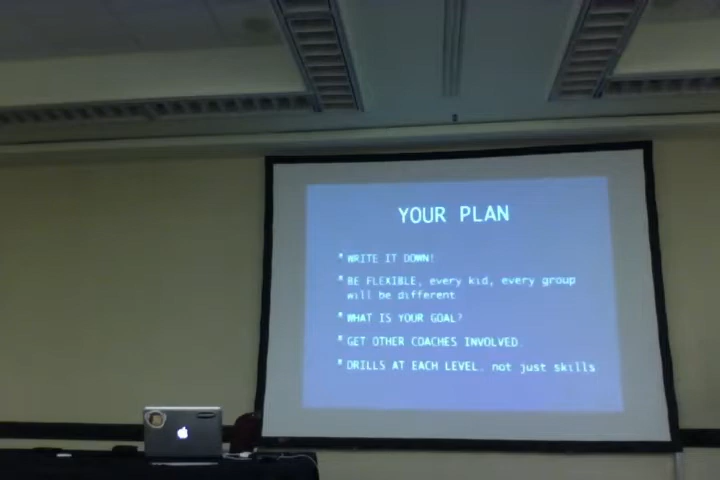 YOUR PLAN
* WRITE IT DOWN!
* BE FLEXIBLE, every kid, every group
will be different
* WHAT IS YOUR GOAL?
* GET OTHER COACHES INVOLVED.
* DRILLS AT EACH LEVEL. not just skills